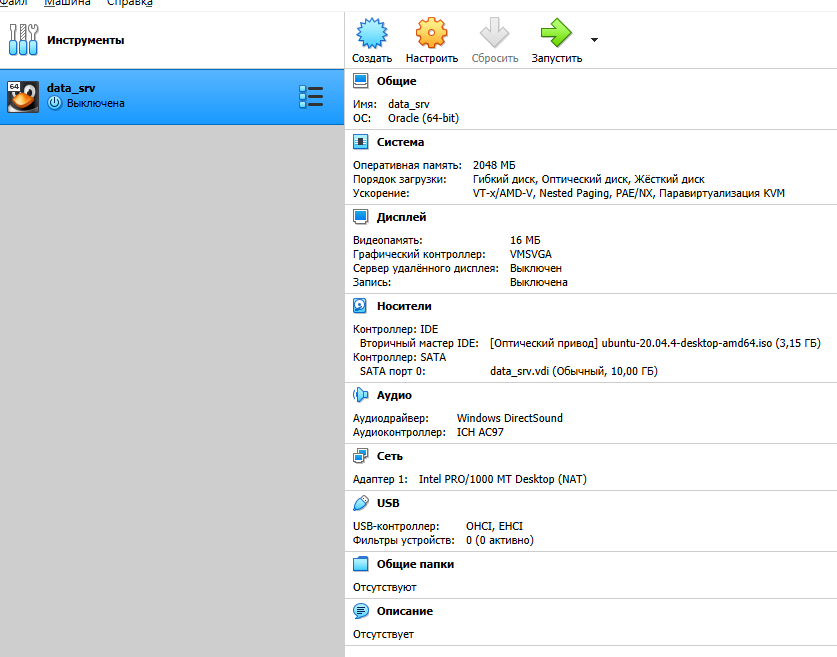 Файл Машина Справка
Инструменты
64 data_srv
Выключена
Создать Настроить Сбросить Запустить
Общие
Имя: data_srv
ОС: Oracle (64-bit)
Система
Оперативная память: 2048 МБ
Порядок загрузки: Гибкий диск, Оптический диск, Жёсткий диск
Ускорение: VT-x/AMD-V, Nested Paging, PAE/NX, Паравиртуализация KVM
Дисплей
Видеопамять: 16 МБ
Графический контроллер: VMSVGA
Сервер удалённого дисплея: Выключен
Запись: Выключена
Носители
Контроллер: IDE
Вторичный мастер IDE: [Оптический привод] ubuntu-20.04.4-desktop-amd64.iso (3,15 ГБ)
Контроллер: SATA
SATA порт 0: data_srv.vdi (Обычный, 10,00 ГБ)
Аудио
Аудиодрайвер: Windows DirectSound
Аудиоконтроллер: ICH AC97
Сеть
Адаптер 1: Intel PRO/1000 MT Desktop (NAT)
USB
USB-контроллер: OHCI, EHCI
Фильтры устройств: 0 (0 активно)
Общие папки
Отсутствуют
Описание
Отсутствует